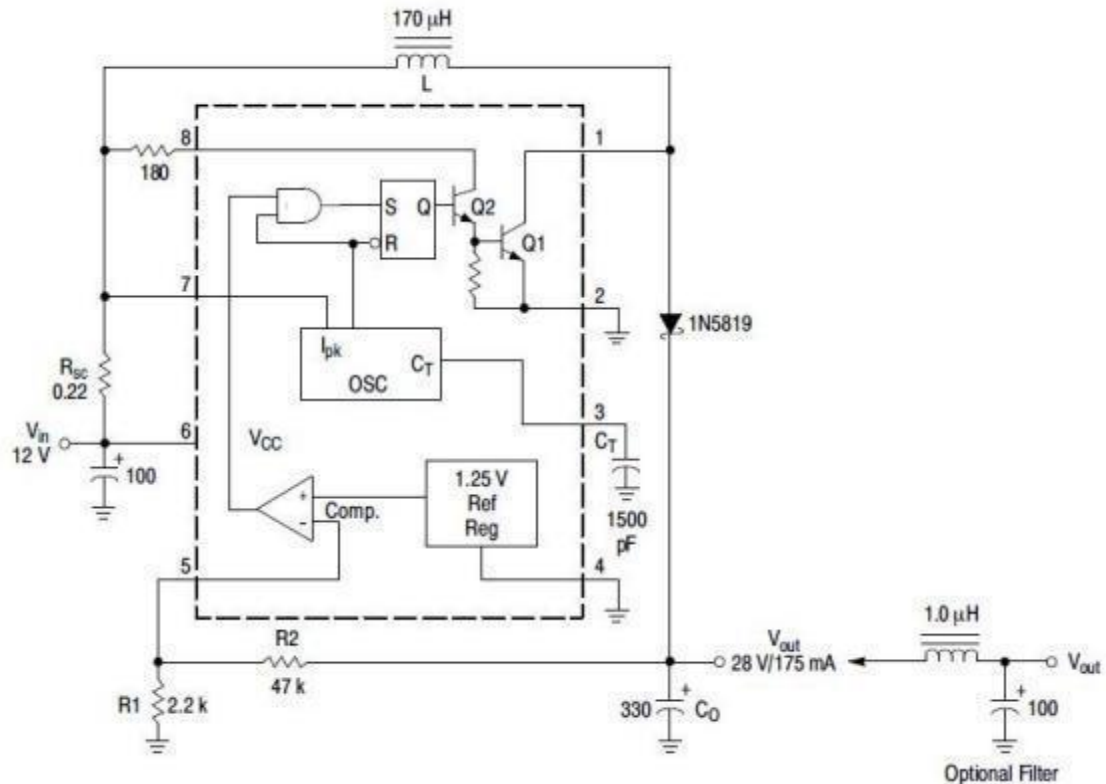 170 µH
L
8
1
180
S Q
Q2
R
Q1
7
2
1N5819
Ipk
CT
OSC
Rsc
0.22
3
CT
Vin
12 V
6
VCC
100
1.25 V
Ref
Reg
+
Comp.
-
1500
pF
5
4
1.0 µH
R2
47 k
Vout
28 V/175 mA
Vout
R1
2.2 k
+
330
CO
+
100
+
Optional Filter